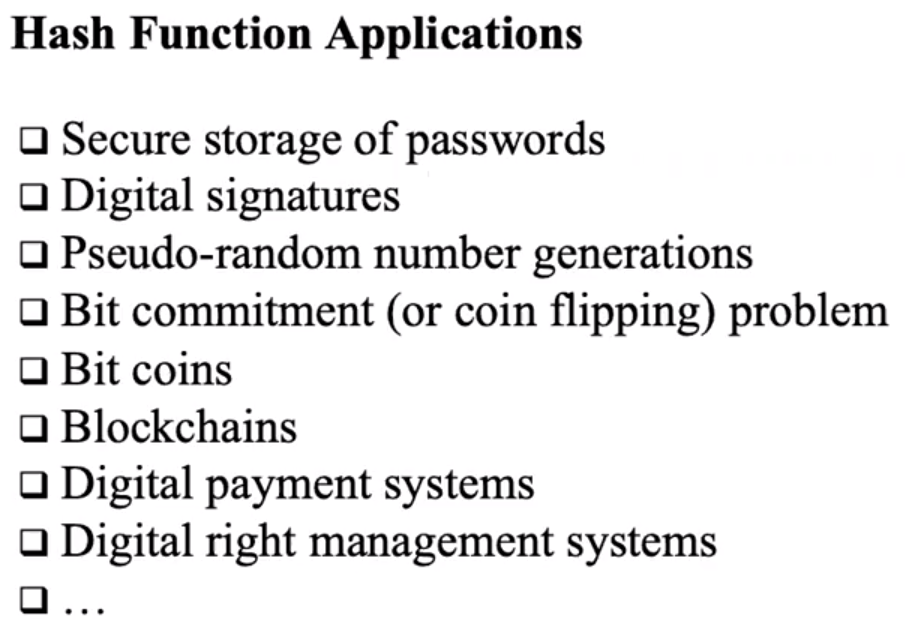 Hash Function Applications
❑ Secure storage of passwords
❑ Digital signatures
❑ Pseudo-random number generations
❑ Bit commitment (or coin flipping) problem
❑ Bit coins
❑ Blockchains
❑ Digital payment systems
❑ Digital right management systems
❑ …